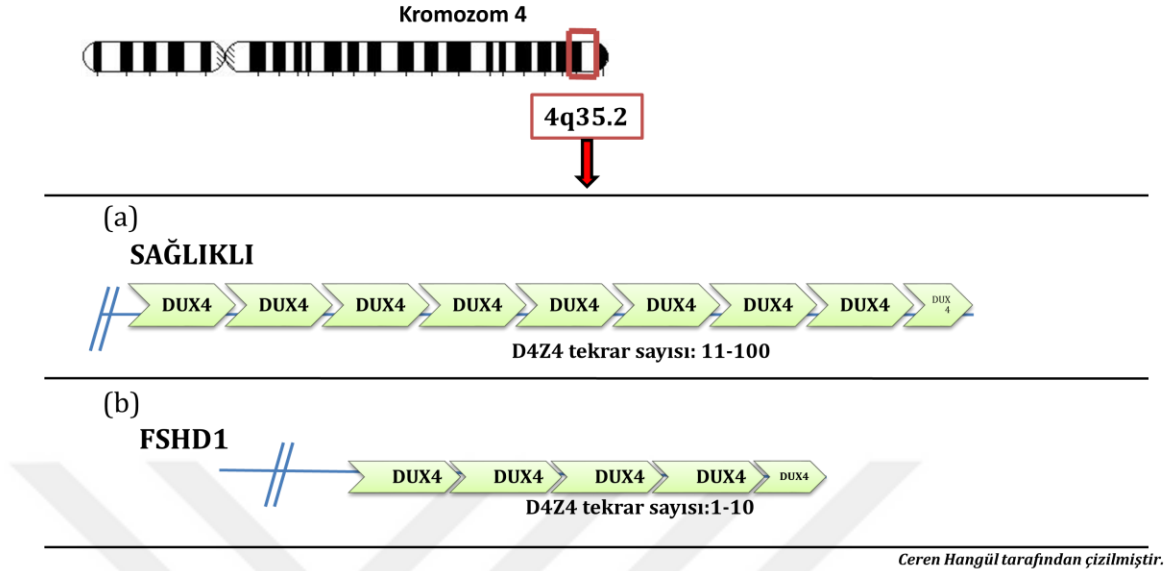 Kromozom 4
4q35.2
(a)
SAĞLIKLI
DUX4 DUX4 DUX4 DUX4 DUX4 DUX4 DUX4 DUX4 DUX
4
D4Z4 tekrar sayısı: 11-100
(b)
FSHD1
DUX4 DUX4 DUX4 DUX4 DUX4
D4Z4 tekrar sayısı:1-10
Ceren Hangül tarafından çizilmiştir.